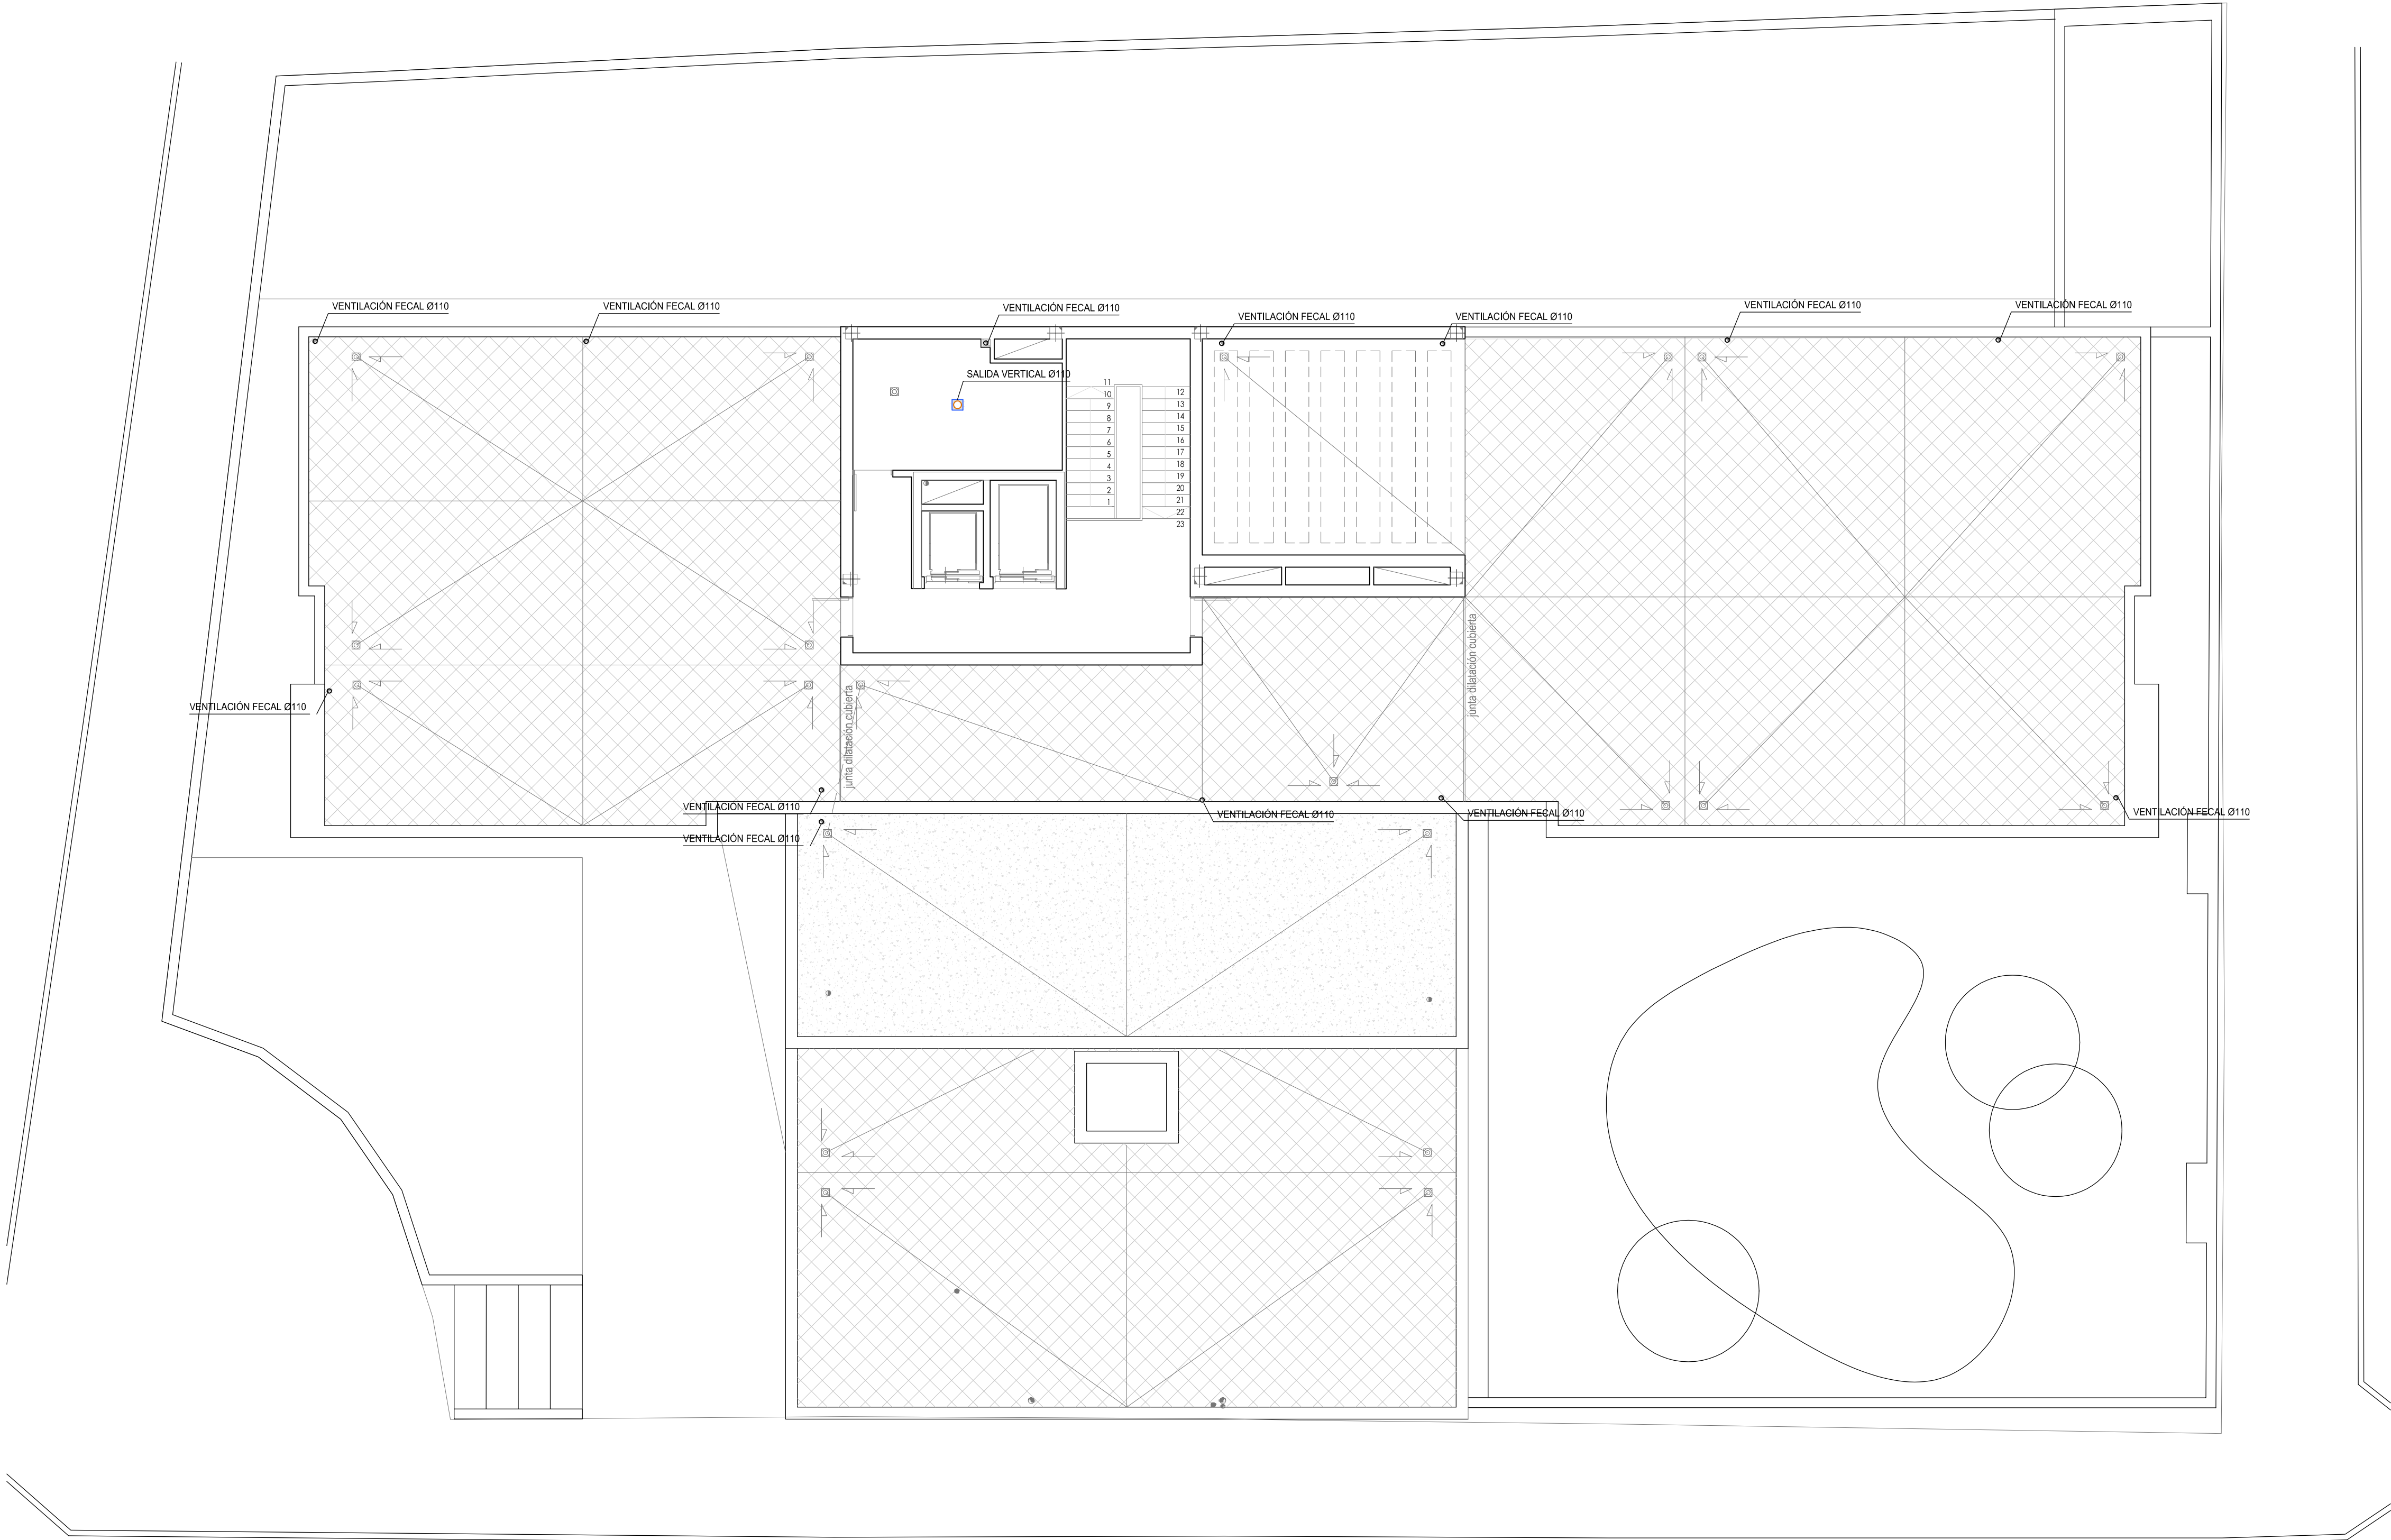 VENTILACIÓN FECAL Ø110
VENTILACIÓN FECAL Ø110
VENTILACIÓN FECAL Ø110
VENTILACIÓN FECAL Ø110
VENTILACIÓN FECAL Ø110
VENTILACIÓN FECAL Ø110
VENTILACIÓN FECAL Ø110
SALIDA VERTICAL Ø110
11
10
9
8
7
6
5
4
3
2
1
12
13
14
15
16
17
18
19
20
21
22
23
junta dilatación cubierta
junta dilatación cubierta
VENTILACIÓN FECAL Ø110
VENTILACIÓN FECAL Ø110
VENTILACIÓN FECAL Ø110
VENTILACIÓN FECAL Ø110
VENTILACIÓN FECAL Ø110
VENTILACIÓN FECAL Ø110